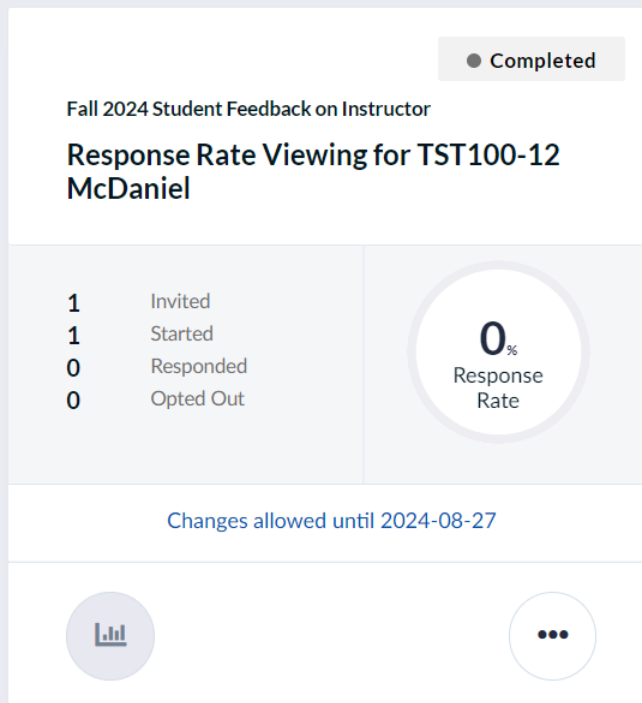 Completed
Fall 2024 Student Feedback on Instructor
Response Rate Viewing for TST100-12
McDaniel
1 Invited
1 Started
0 Responded
0 Opted Out
0%
Response
Rate
Changes allowed until 2024-08-27